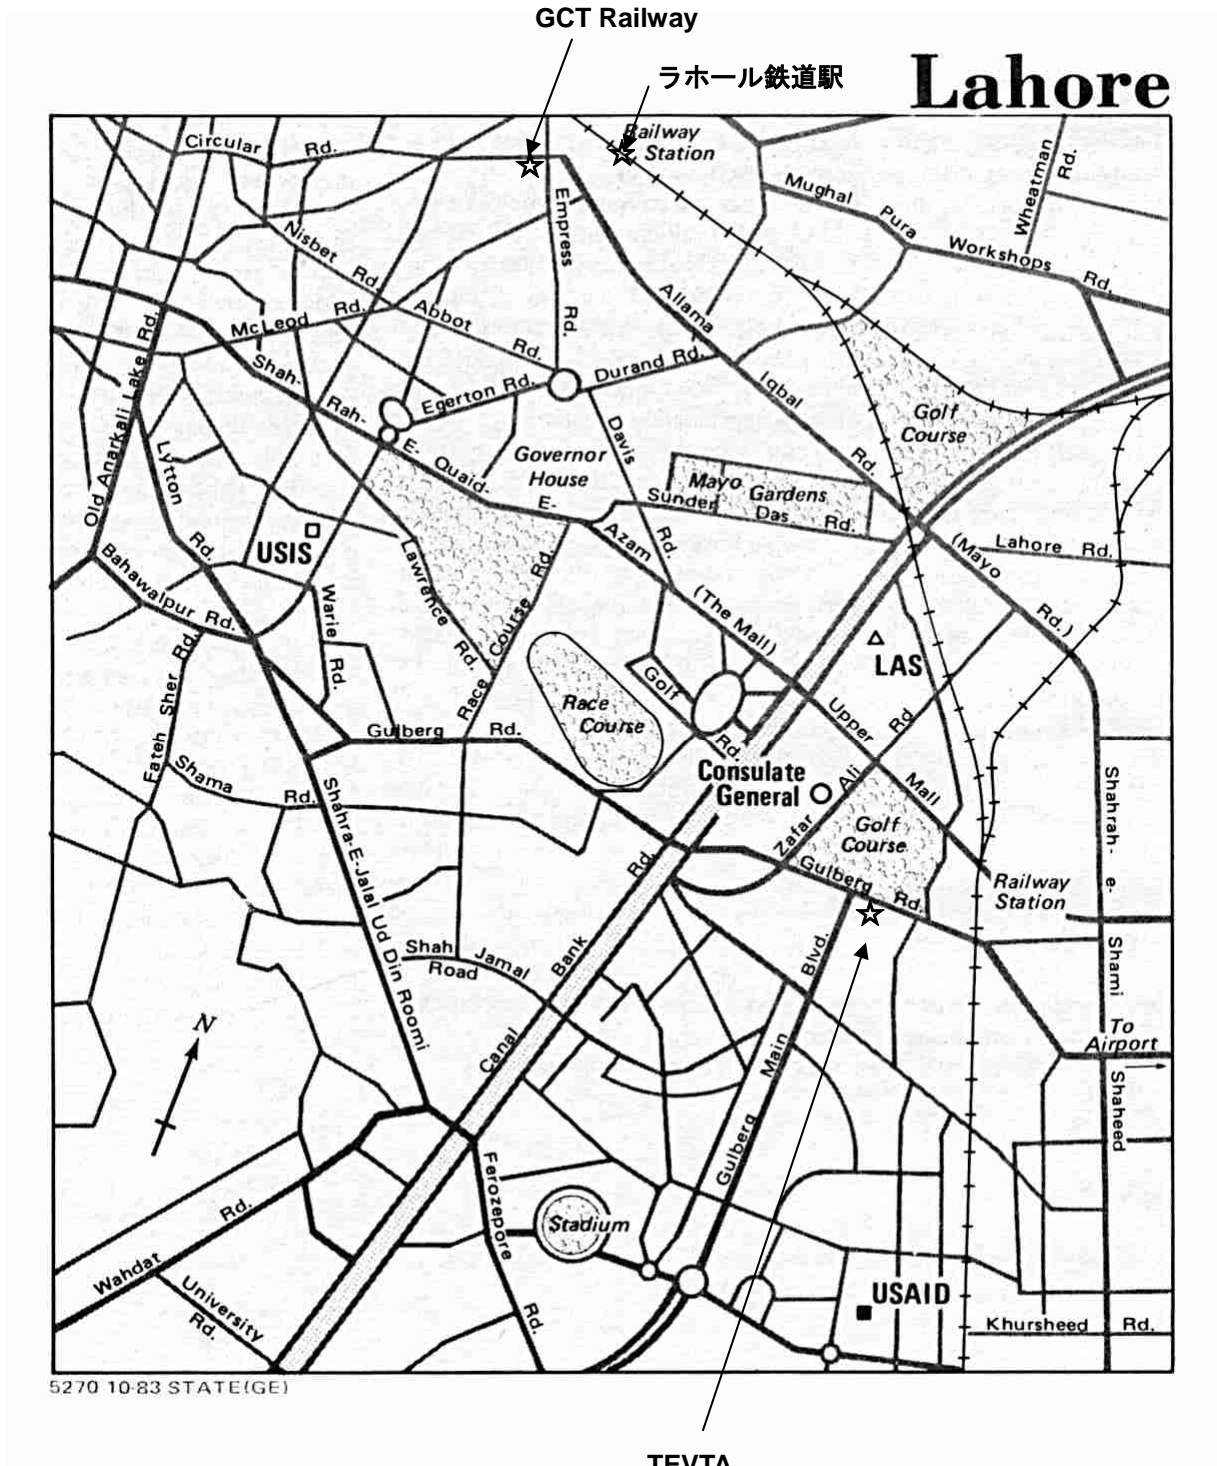 GCT Railway
ラホール鉄道駅
Lahore
Railway
Station
Circular Rd.
Wheatman Rd.
Mughal Pura Workshops Rd.
Empress Rd.
Nisbet Rd.
Allama Iqbal Rd.
Abbot Rd.
McLeod Rd.
Durand Rd.
Egerton Rd.
Old Anarkali Lake Rd.
Shah-Rah-E-Quaid-E-Azam (The Mall)
Davis Rd.
Golf
Course
Governor
House
Mayo Gardens
Sunder Das Rd.
Lytton Rd.
USIS
Lahore Rd.
(Mayo Rd.)
Bahawalpur Rd.
Lawrence Rd.
Race Course Rd.
Warie Rd.
LAS
Golf Rd.
Race
Course
Fateh Sher Rd.
Gulberg Rd.
Upper Mall
Zafar Ali Rd
Consulate
General
Shama Rd.
Shahra-E-Jalal Ud Din Roomi
Golf
Course
Gulberg Rd.
Railway
Station
Shahrah-e-Shami Shaheed
Shah Jamal
Road
Canal Bank Rd.
Gulberg Main Blvd.
N
To
Airport
Ferozepore Rd.
Stadium
Wahdat Rd.
University
Rd.
USAID
Khursheed Rd.
5270 10-83 STATE(GE)
TEVTA